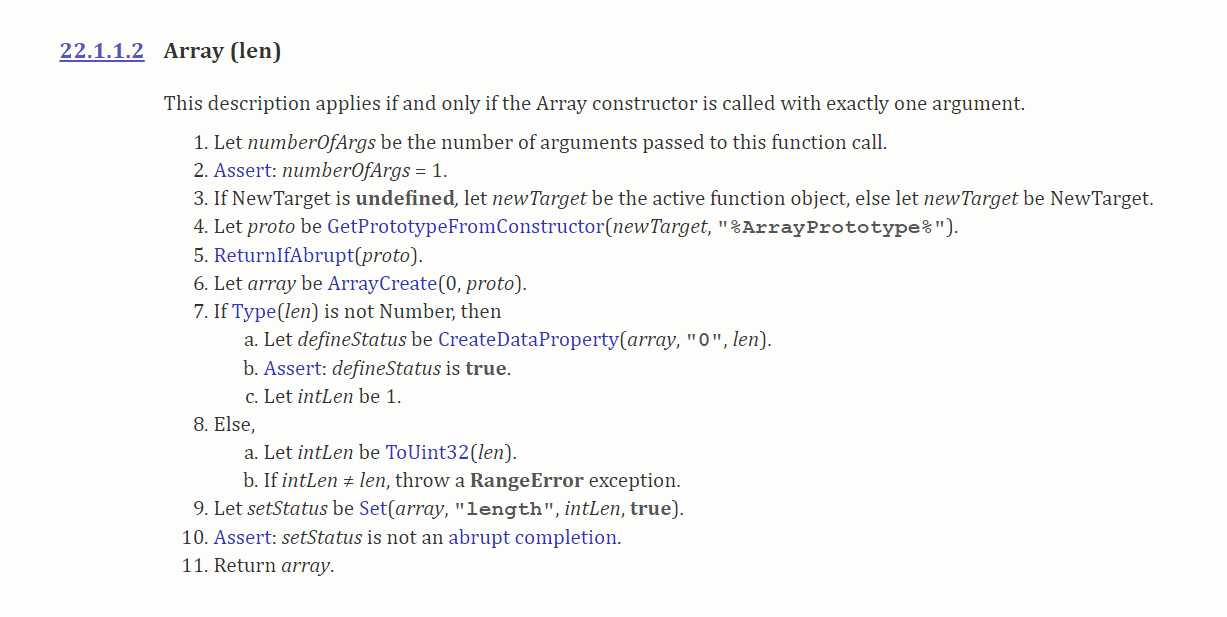 22.1.1.2 Array (len)
This description applies if and only if the Array constructor is called with exactly one argument.
1. Let numberOfArgs be the number of arguments passed to this function call.
2. Assert: numberOfArgs = 1.
3. If NewTarget is undefined, let newTarget be the active function object, else let newTarget be NewTarget.
4. Let proto be GetPrototypeFromConstructor(newTarget, "%ArrayPrototype%").
5. ReturnIfAbrupt(proto).
6. Let array be ArrayCreate(0, proto).
7. If Type(len) is not Number, then
a. Let defineStatus be CreateDataProperty(array, "0", len).
b. Assert: defineStatus is true.
c. Let intLen be 1.
8. Else,
a. Let intLen be ToUint32(len).
b. If intLen ≠ len, throw a RangeError exception.
9. Let setStatus be Set(array, "length", intLen, true).
10. Assert: setStatus is not an abrupt completion.
11. Return array.